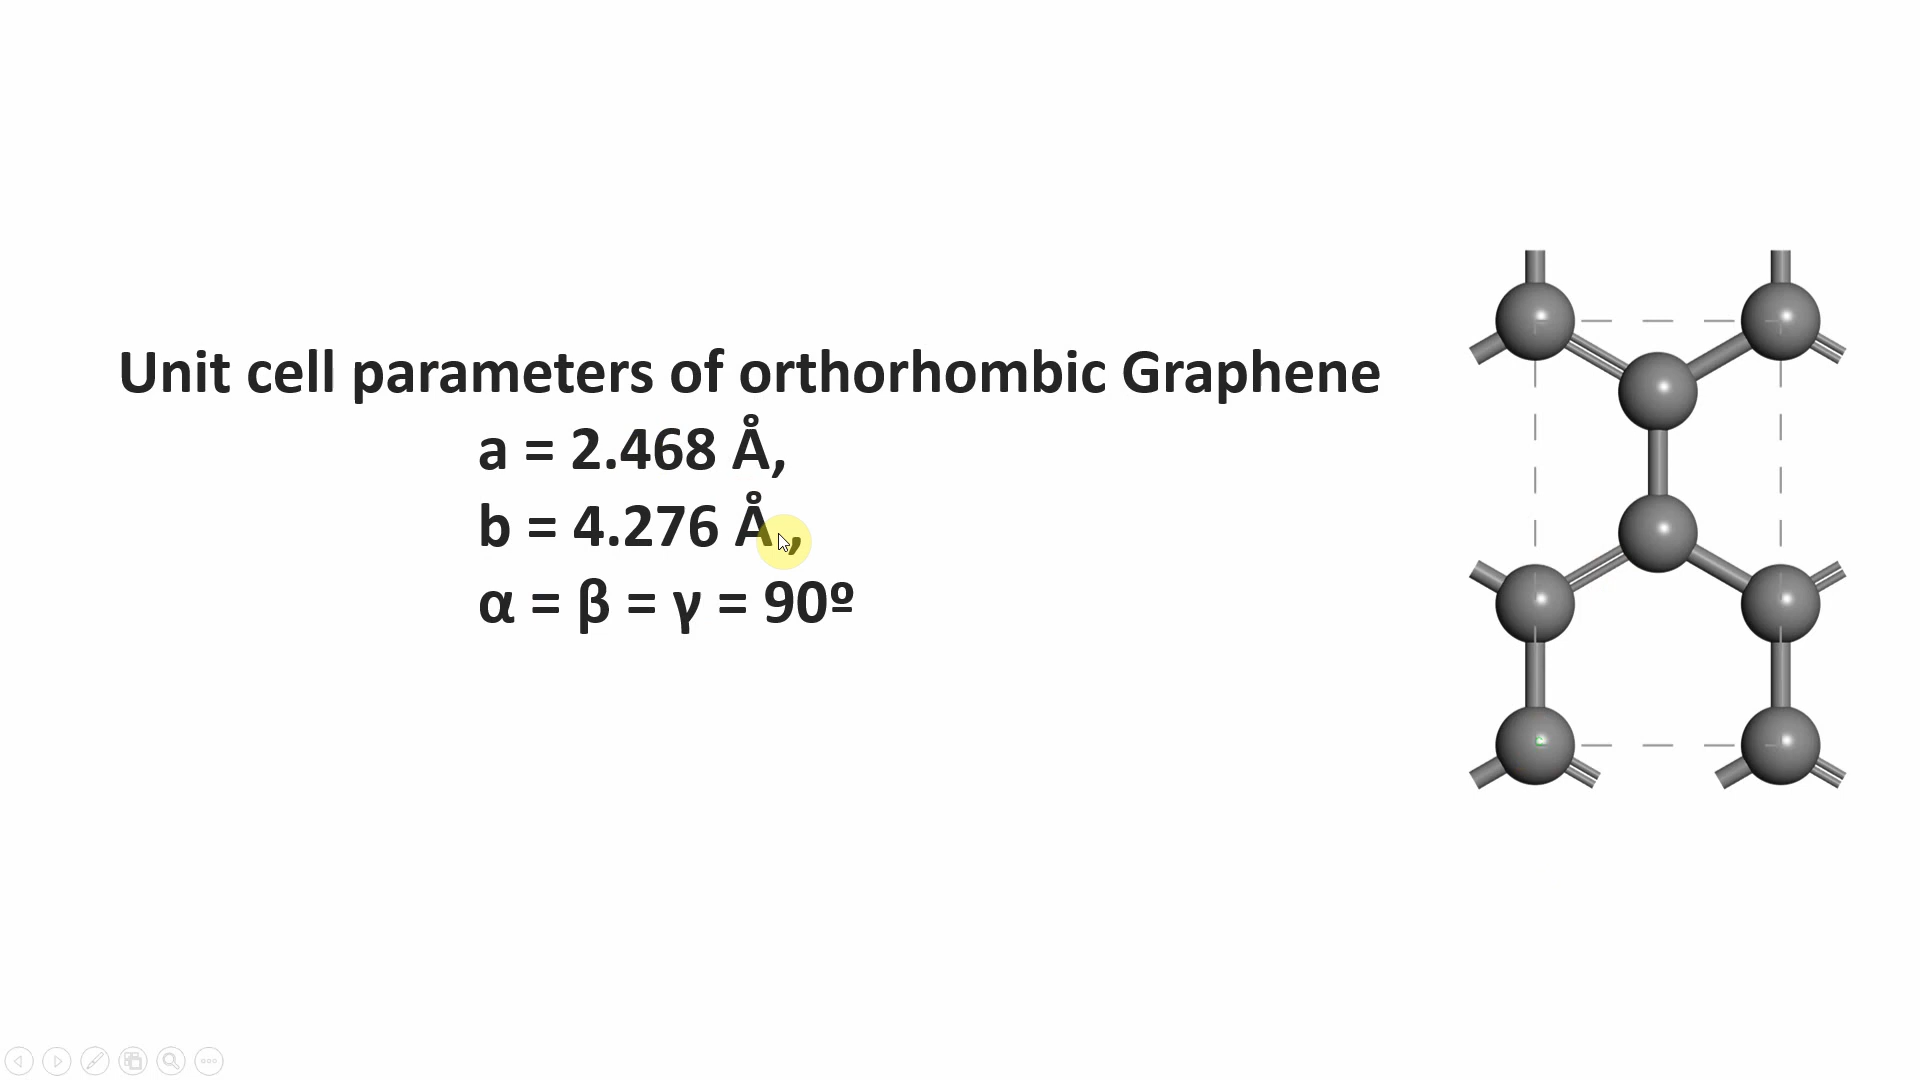 Unit cell parameters of orthorhombic Graphene
a = 2.468 Å,
b = 4.276 Å ,
α = β = γ = 90º